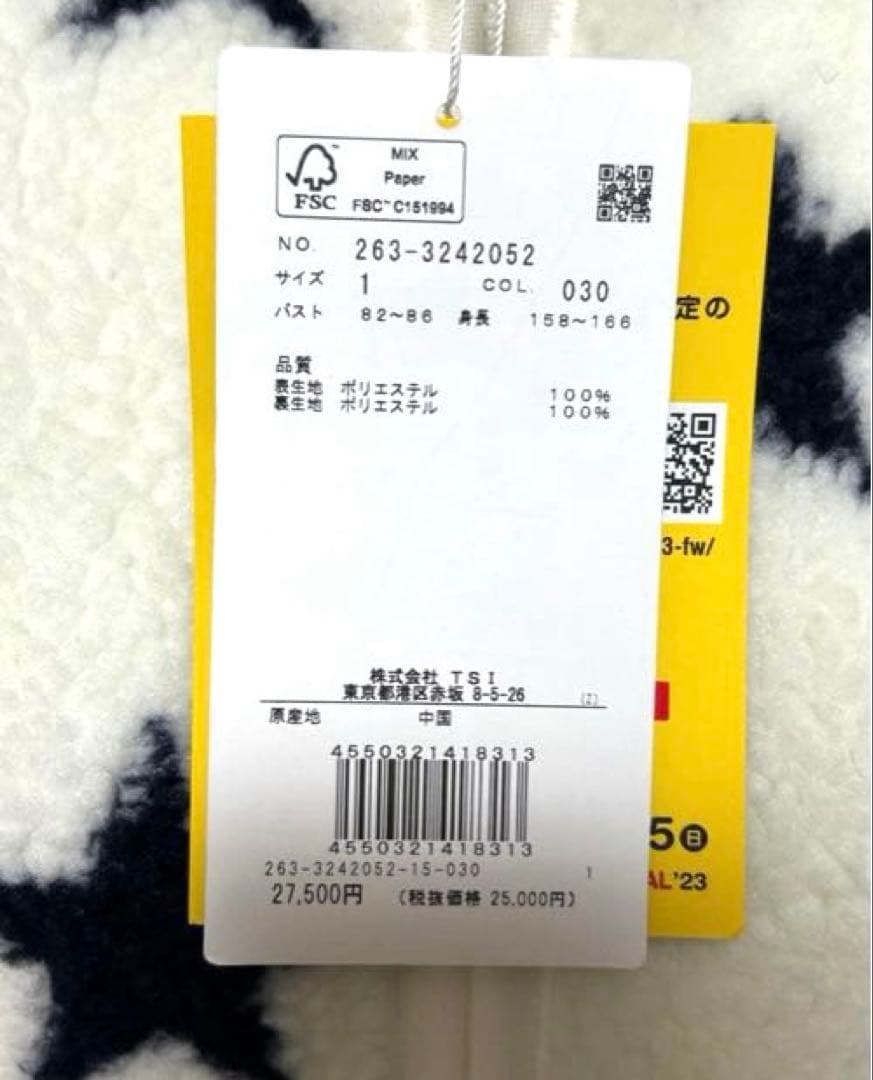 MIX
Paper
FSC™ C151994
FSC
NO. 263-3242052
サイズ 1 COL. 030
バスト 82～86 身長 158～166
品質
表生地 ポリエステル 100%
裏生地 ポリエステル 100%
株式会社 TSI
東京都港区赤坂 8-5-26 (Z)
原産地 中国
4550321418313
4550321418313
263-3242052-15-030 1
27,500円 (税抜価格 25,000円)
定の
3-fw/
5日
AL'23